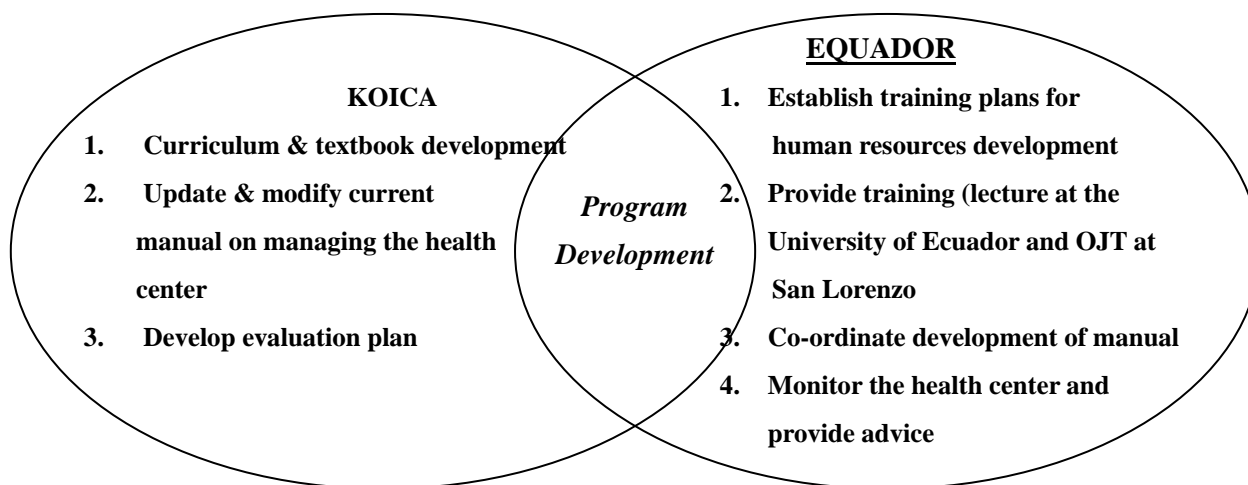 KOICA
1. Curriculum & textbook development
2. Update & modify current
manual on managing the health
center
3. Develop evaluation plan
Program
Development
EQUADOR
1. Establish training plans for
human resources development
2. Provide training (lecture at the
University of Ecuador and OJT at
San Lorenzo
3. Co-ordinate development of manual
4. Monitor the health center and
provide advice